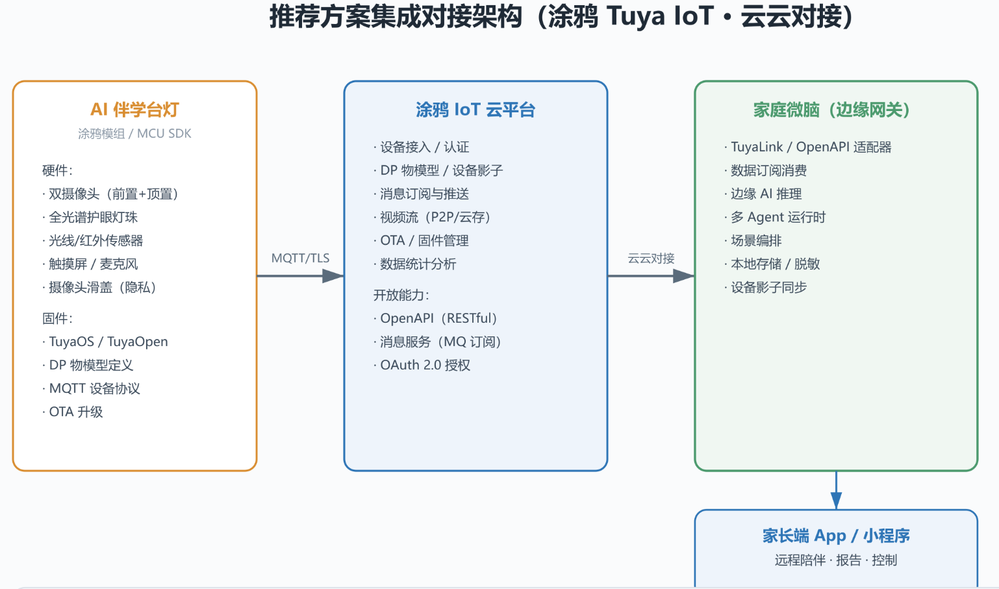 推荐方案集成对接架构（涂鸦 Tuya IoT • 云云对接）
AI 伴学台灯
涂鸦模组 / MCU SDK
硬件：
· 双摄像头（前置+顶置）
· 全光谱护眼灯珠
· 光线/红外传感器
· 触摸屏 / 麦克风
· 摄像头滑盖（隐私）
固件：
· TuyaOS / TuyaOpen
· DP 物模型定义
· MQTT 设备协议
· OTA 升级
MQTT/TLS
涂鸦 IoT 云平台
· 设备接入 / 认证
· DP 物模型 / 设备影子
· 消息订阅与推送
· 视频流（P2P/云存）
· OTA / 固件管理
· 数据统计分析
开放能力：
· OpenAPI（RESTful）
· 消息服务（MQ 订阅）
· OAuth 2.0 授权
云云对接
家庭微脑（边缘网关）
· TuyaLink / OpenAPI 适配器
· 数据订阅消费
· 边缘 AI 推理
· 多 Agent 运行时
· 场景编排
· 本地存储 / 脱敏
· 设备影子同步
家长端 App / 小程序
远程陪伴 · 报告 · 控制